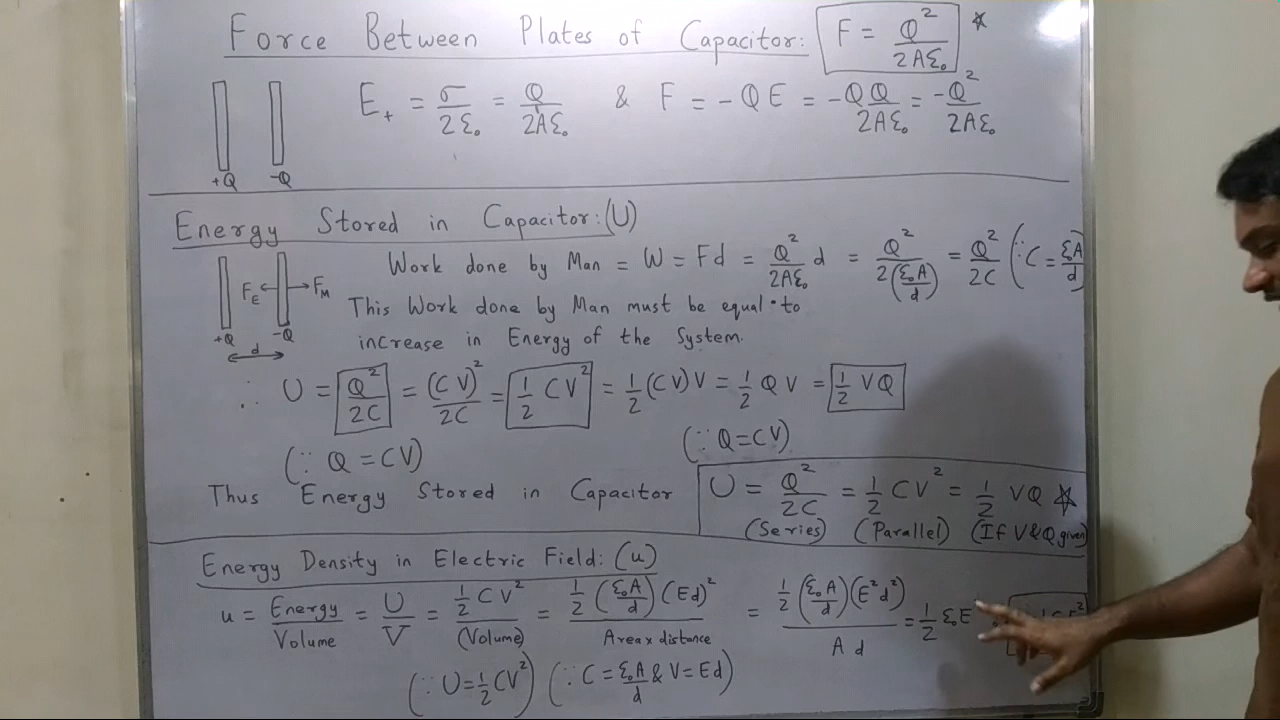 Force Between Plates of Capacitor: F = Q²/2Aε₀ *
E₊ = σ/2ε₀ = Q/2Aε₀ & F = -QE = -QQ/2Aε₀ = -Q²/2Aε₀
+Q -Q
Energy Stored in Capacitor: (U)
Work done by Man = W = Fd = Q²/2Aε₀ d = Q²/2(ε₀A/d) = Q²/2C (∵ C = ε₀A/d)
F_E F_M
This Work done by Man must be equal to
+Q -Q
increase in Energy of the System.
d
∴ U = Q²/2C = (CV)²/2C = 1/2 CV² = 1/2 (CV)V = 1/2 QV = 1/2 VQ
(∵ Q = CV) (∵ Q = CV)
Thus Energy Stored in Capacitor U = Q²/2C = 1/2 CV² = 1/2 VQ *
(Series) (Parallel) (If V&Q given)
Energy Density in Electric Field: (u)
u = Energy/Volume = U/V = 1/2 CV²/(Volume) = 1/2 (ε₀A/d)(Ed)²/Area x distance = 1/2 (ε₀A/d)(E²d²)/Ad = 1/2 ε₀E
(∵ U = 1/2 CV²) (∵ C = ε₀A/d & V = Ed)